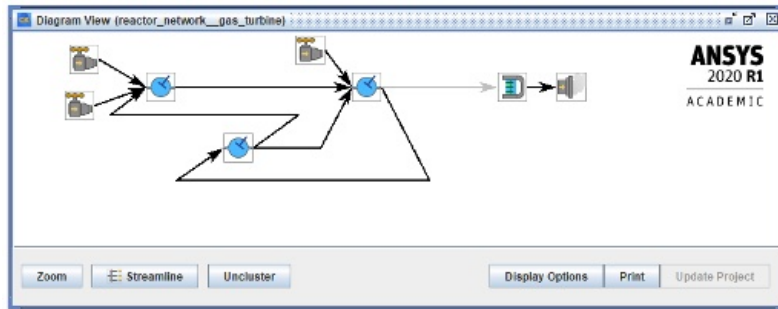 Diagram View (reactor_network__gas_turbine)
ANSYS
2020 R1
ACADEMIC
Zoom
Streamline
Uncluster
Display Options
Print
Update Project